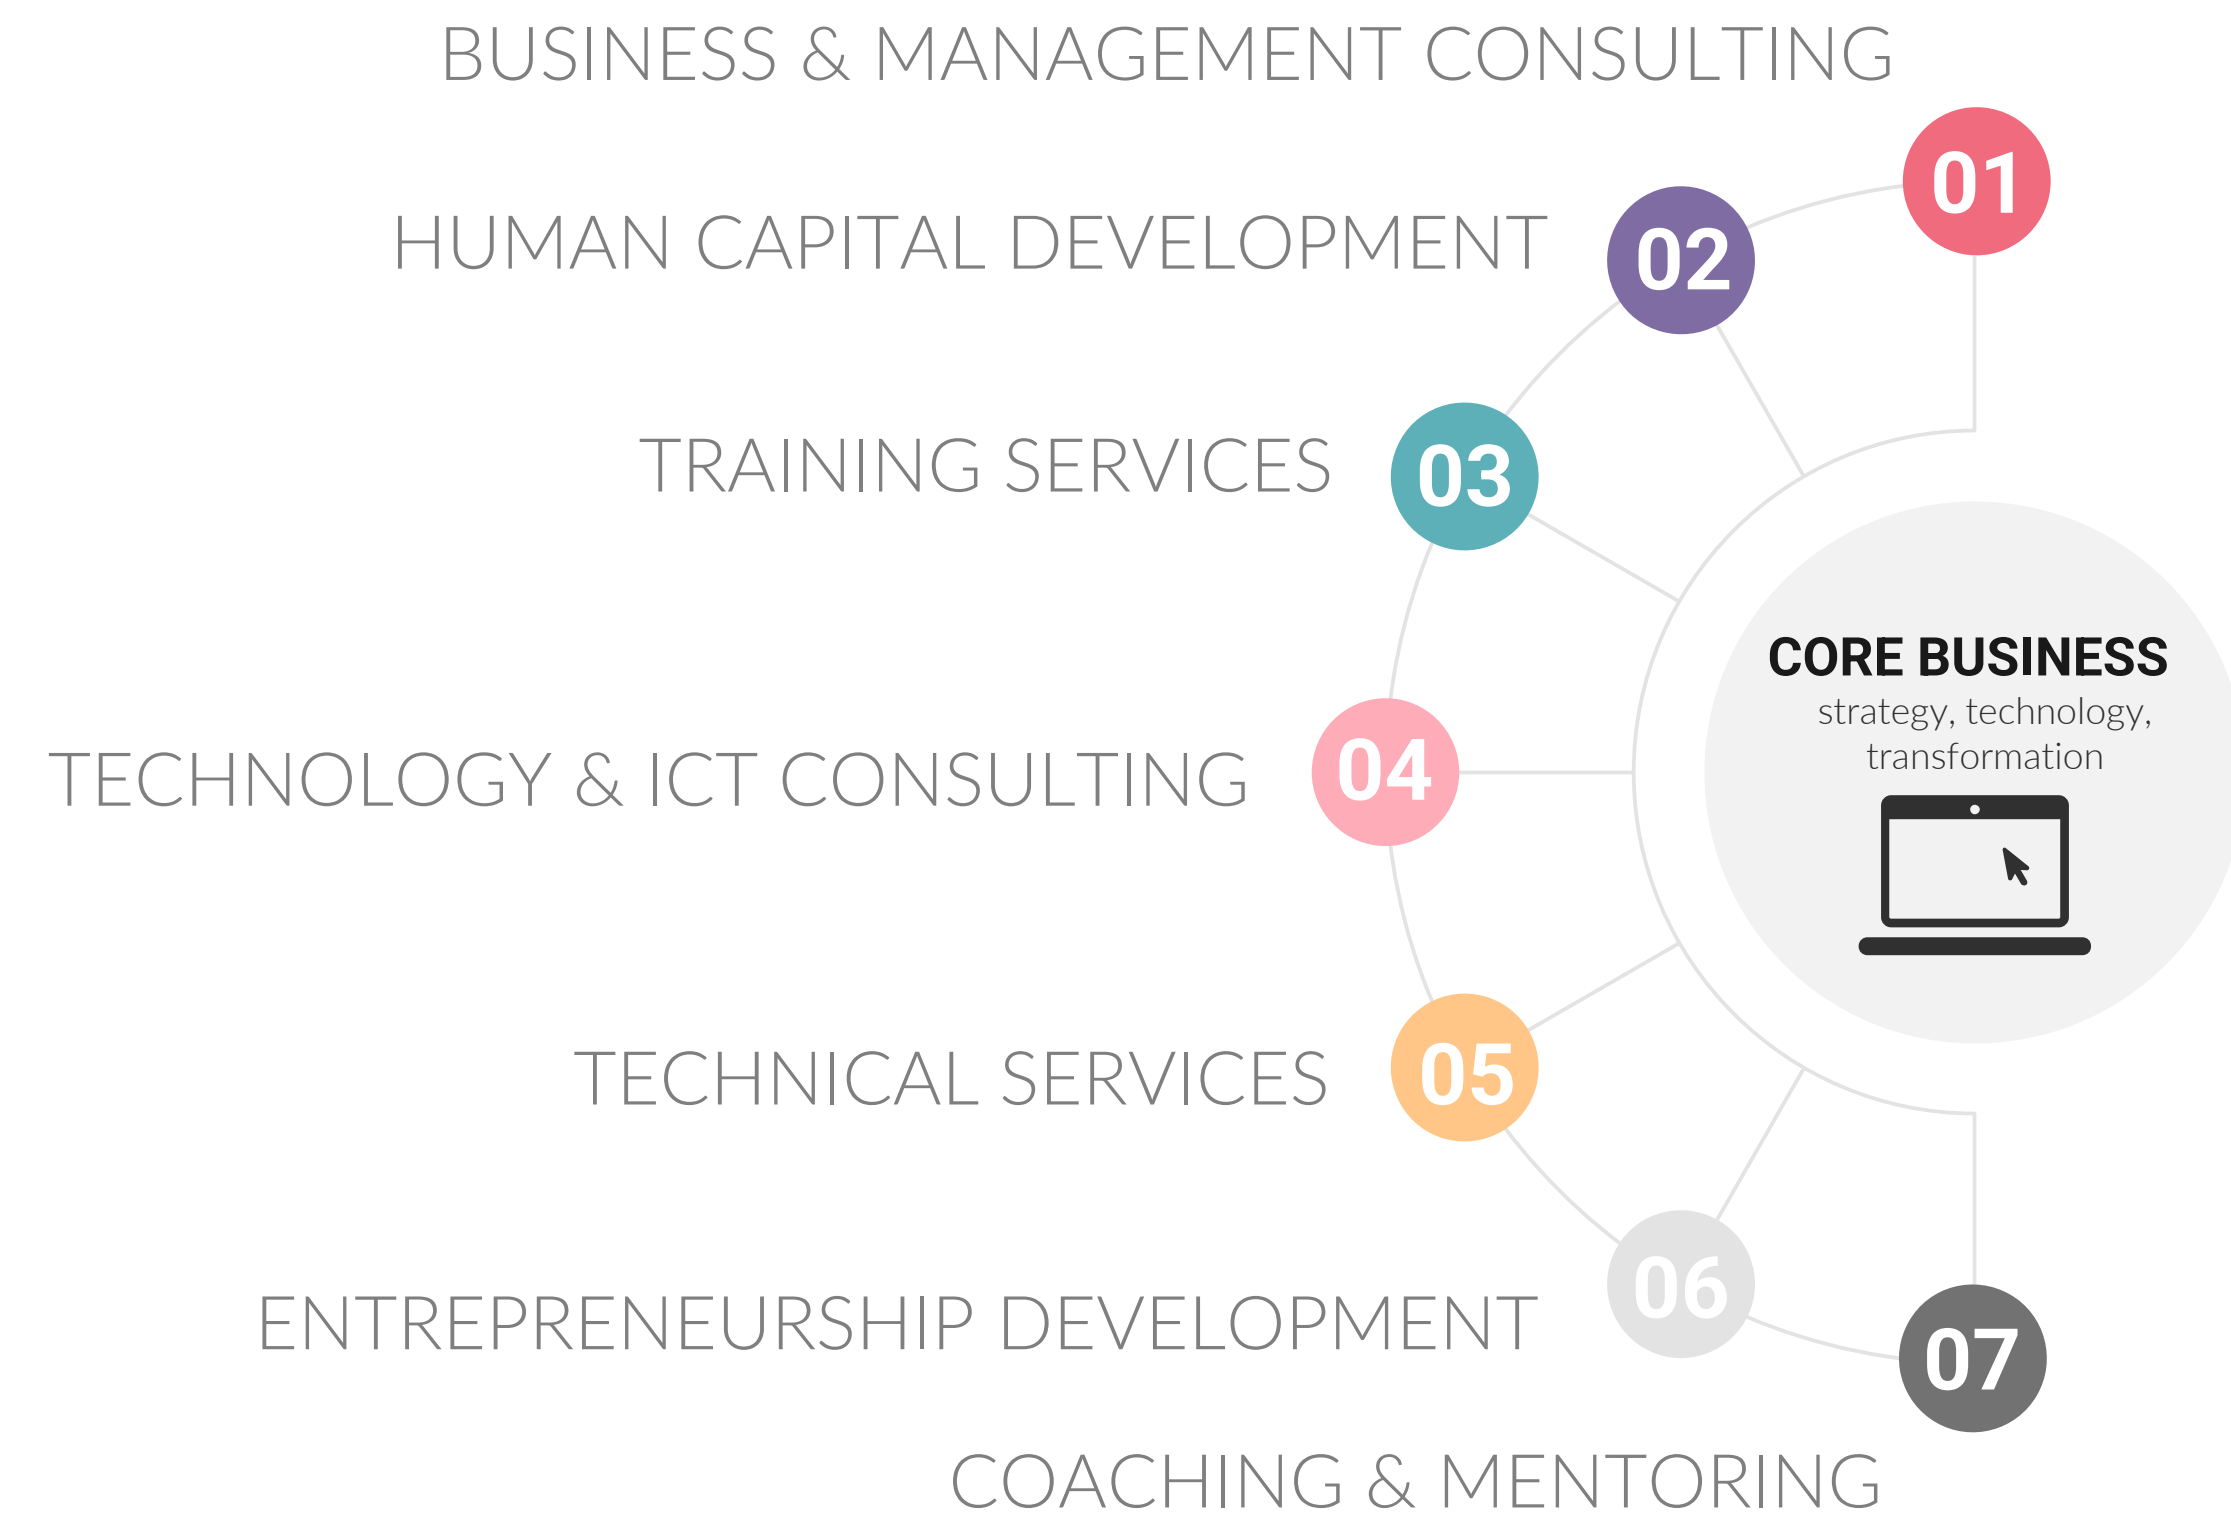 BUSINESS & MANAGEMENT CONSULTING
01
HUMAN CAPITAL DEVELOPMENT
02
TRAINING SERVICES
03
CORE BUSINESS
strategy, technology,
transformation
TECHNOLOGY & ICT CONSULTING
04
TECHNICAL SERVICES
05
ENTREPRENEURSHIP DEVELOPMENT
06
07
COACHING & MENTORING